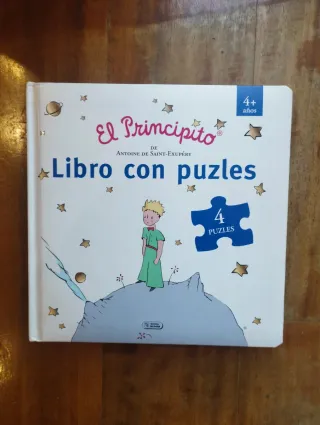 4+
años
El Principito®
DE
ANTOINE DE SAINT-EXUPÉRY
Libro con puzles
4
PUZLES